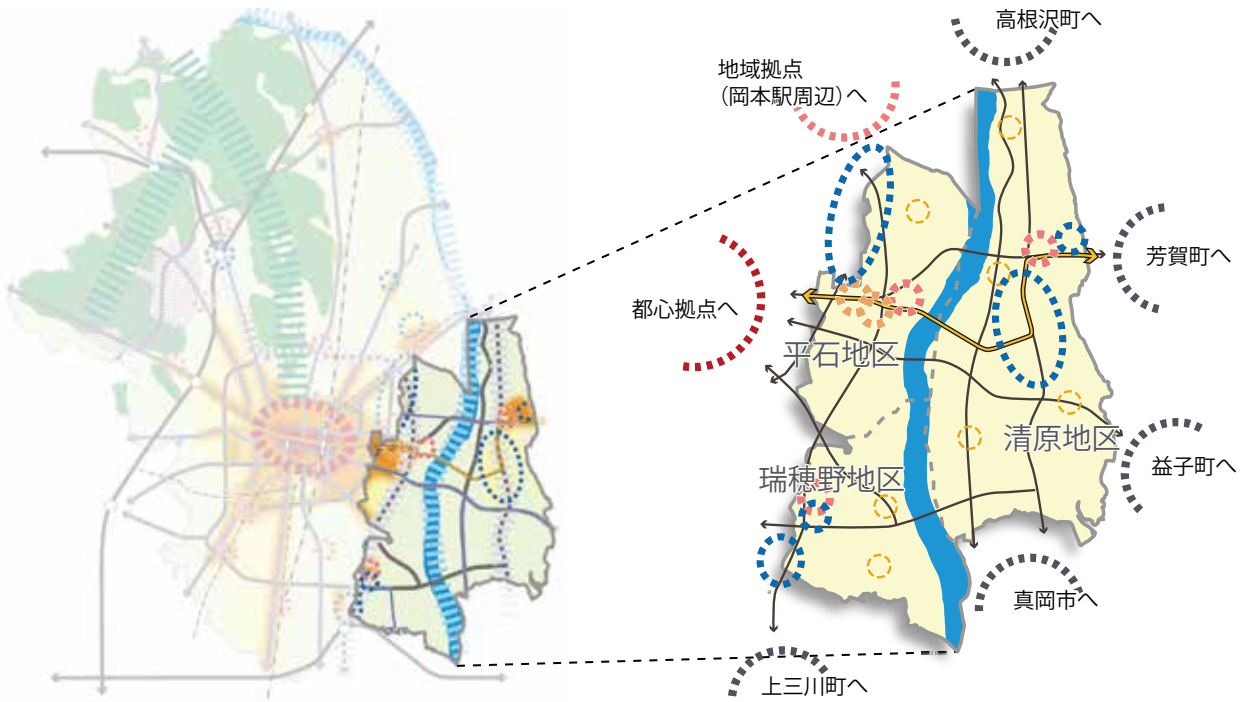 高根沢町へ
地域拠点
（岡本駅周辺）へ
芳賀町へ
都心拠点へ
平石地区
清原地区
益子町へ
瑞穂野地区
真岡市へ
上三川町へ